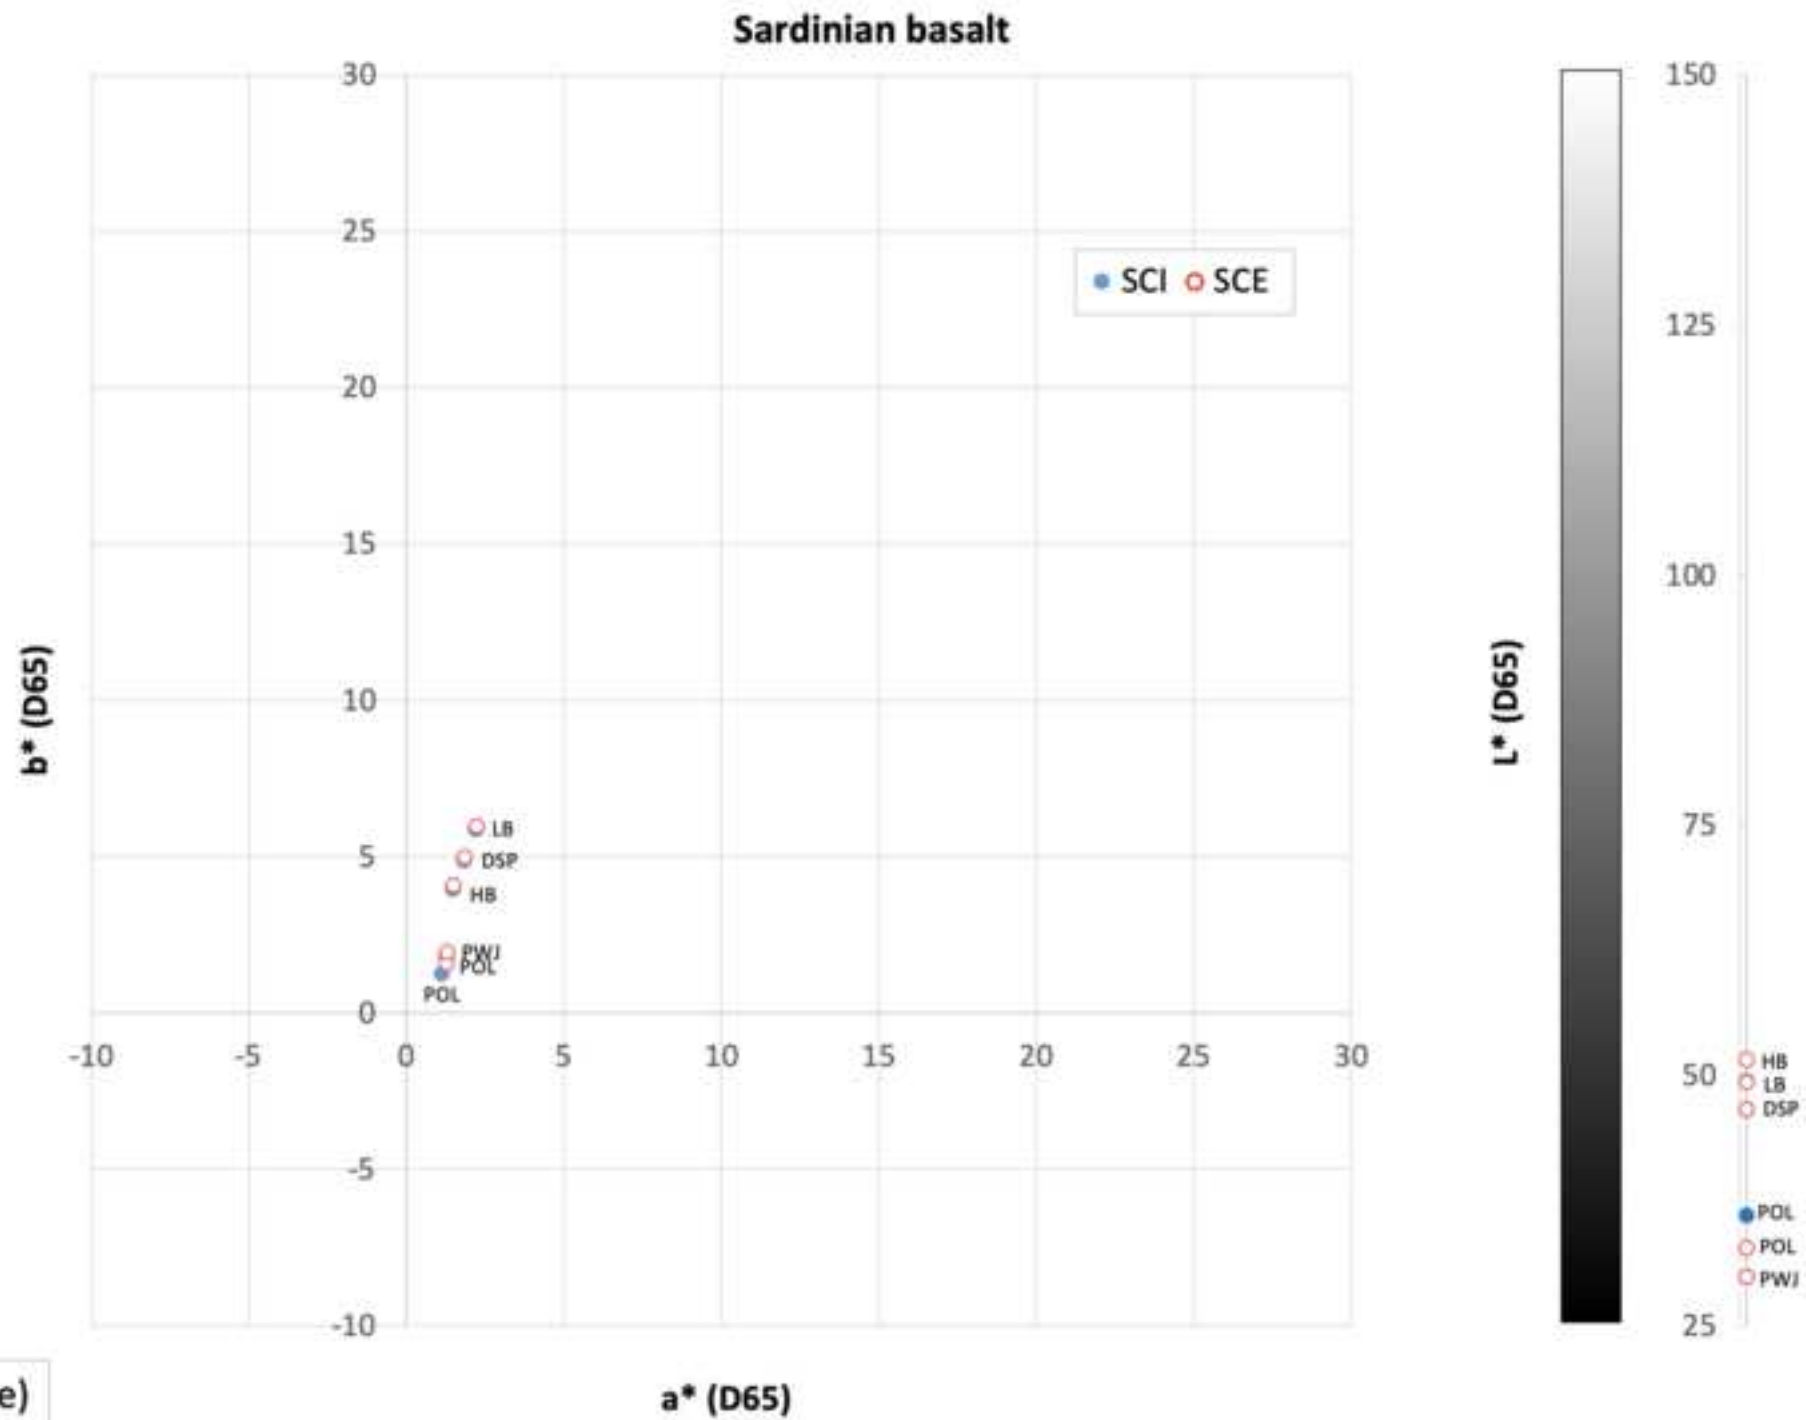 Sardinian basalt
30
25
20
15
10
5
0
-5
-10
-10 -5 0 5 10 15 20 25 30
b* (D65)
a* (D65)
SCI SCE
LB
DSP
HB
PWJ
POL
POL
L* (D65)
150
125
100
75
50
25
HB
LB
DSP
POL
POL
PWJ
e)